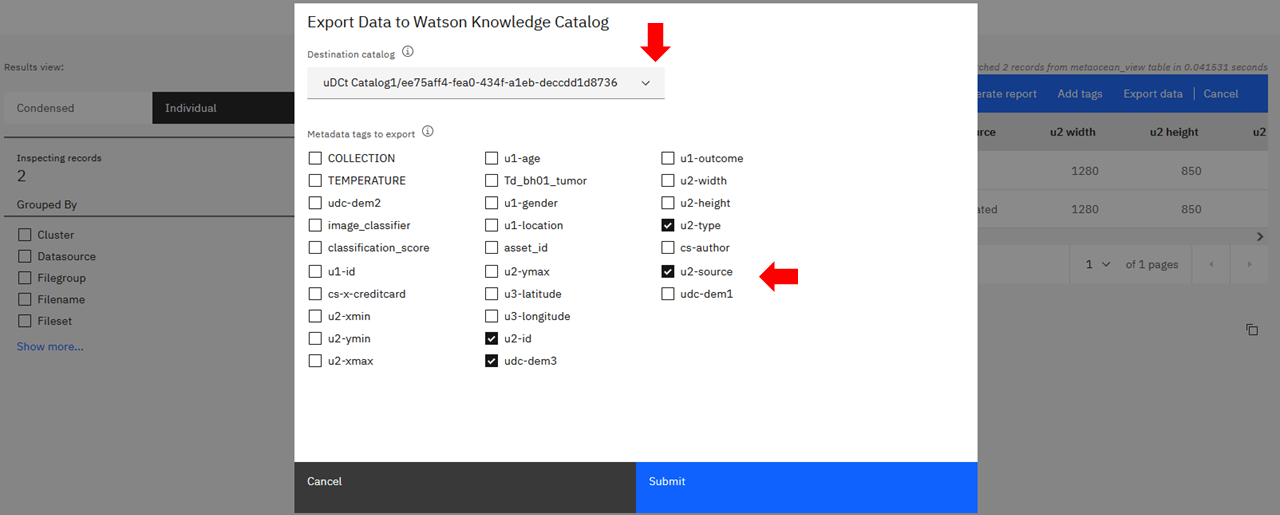 Export Data to Watson Knowledge Catalog
Destination catalog
uDCt Catalog1/ee75aff4-fea0-434f-a1eb-deccdd1d8736
Metadata tags to export
COLLECTION
TEMPERATURE
udc-dem2
image_classifier
classification_score
u1-id
cs-x-creditcard
u2-xmin
u2-ymin
u2-xmax
u1-age
Td_bh01_tumor
u1-gender
u1-location
asset_id
u2-ymax
u3-latitude
u3-longitude
u2-id
udc-dem3
u1-outcome
u2-width
u2-height
u2-type
cs-author
u2-source
udc-dem1
Cancel
Submit
Results view:
Condensed
Individual
Inspecting records
2
Grouped By
Cluster
Datasource
Filegroup
Filename
Fileset
Show more...
ched 2 records from metaocean_view table in 0.041531 seconds
erate report Add tags Export data Cancel
rce u2 width u2 height u2
1280 850
ated 1280 850
1 of 1 pages